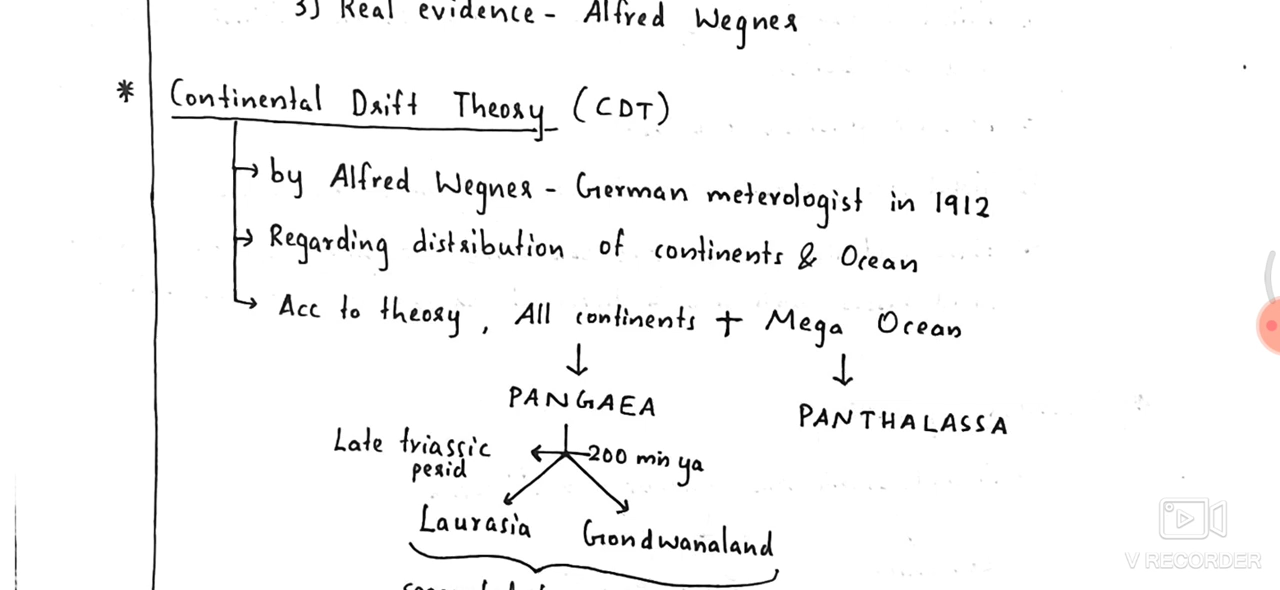 3) Real evidence - Alfred Wegner
* Continental Drift Theory (CDT)
→ by Alfred Wegner - German meterologist in 1912
→ Regarding distribution of continents & Ocean
→ Acc to theory, All continents + Mega Ocean
↓ ↓
PANGAEA PANTHALASSA
Late triassic ← 200 mn ya
perid
Laurasia Gondwanaland
V RECORDER